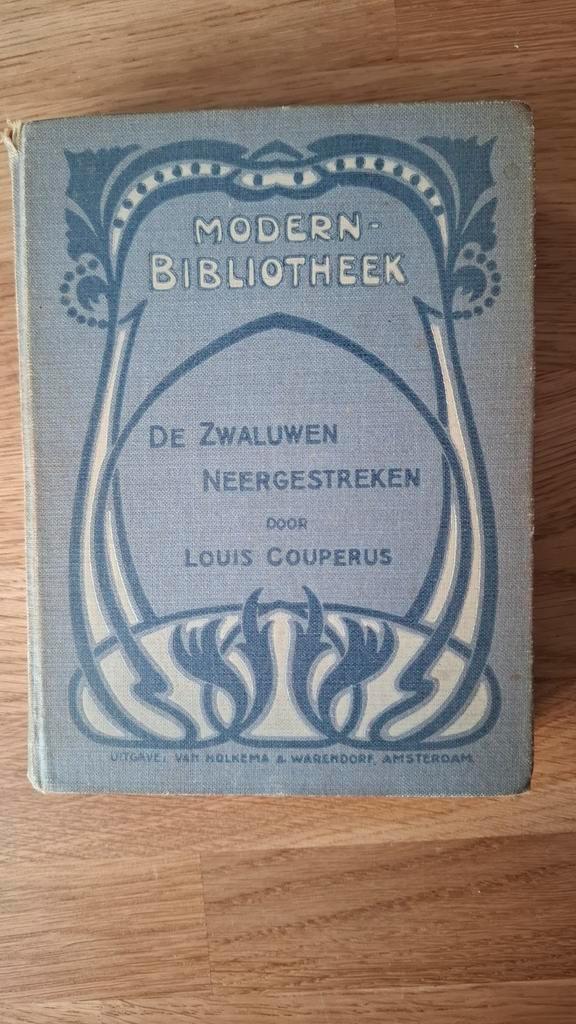 MODERN-
BIBLIOTHEEK
DE ZWALUWEN
NEERGESTREKEN
DOOR
LOUIS COUPERUS
UITGAVE: VAN HOLKEMA & WARENDORF, AMSTERDAM